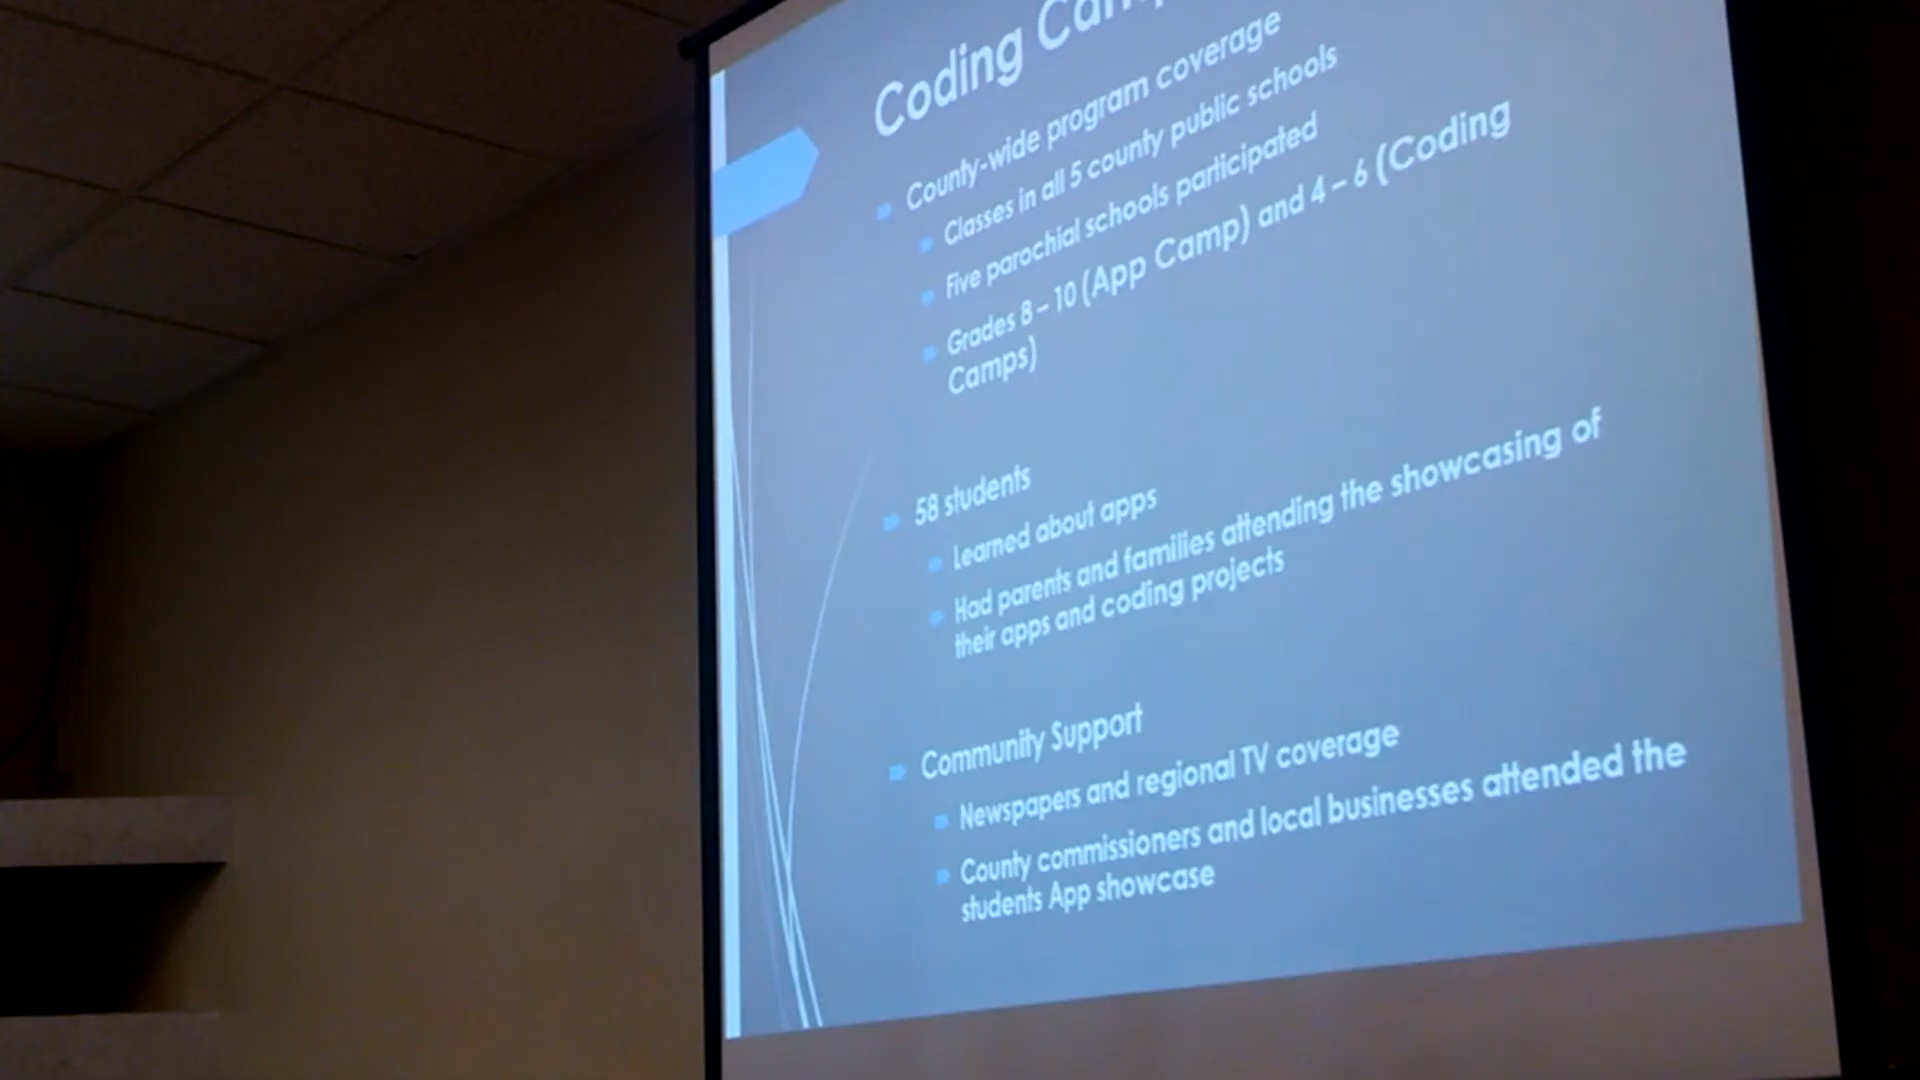 Coding
County-wide program coverage
Classes in all 5 county public schools
Five parochial schools participated
Grades 8 – 10 (App Camp) and 4 – 6 (Coding
Camps)
58 students
Learned about apps
Had parents and families attending the showcasing of
their apps and coding projects
Community Support
Newspapers and regional TV coverage
County commissioners and local businesses attended the
students App showcase